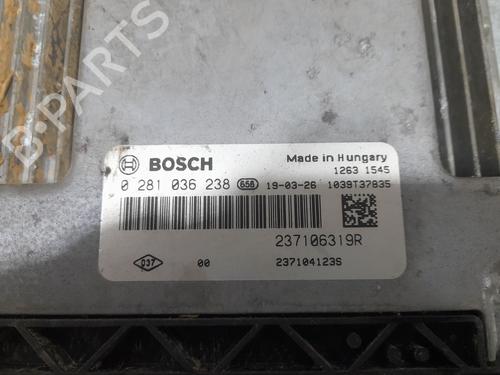 B-PARTS
BOSCH
Made in Hungary
1263 1545
0 281 036 238 658 19-03-26 1039T37835
237106319R
037 00 237104123S